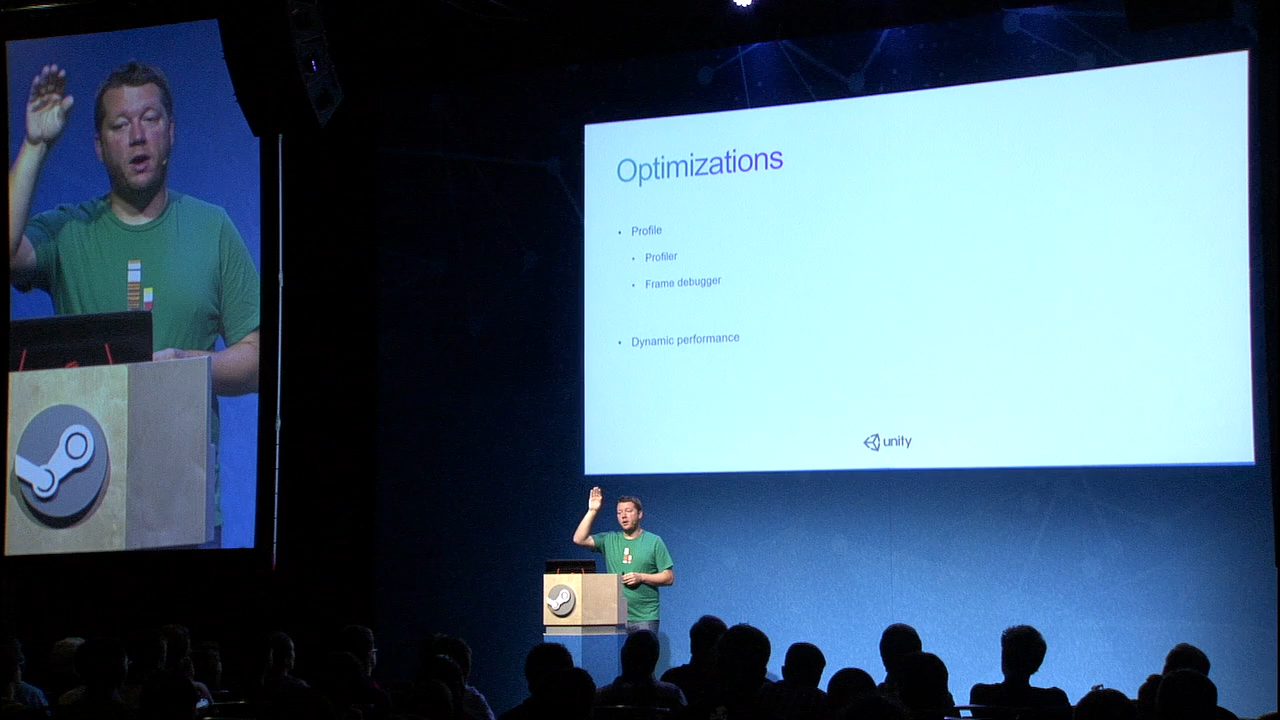 Optimizations
• Profile
• Profiler
• Frame debugger
• Dynamic performance
unity